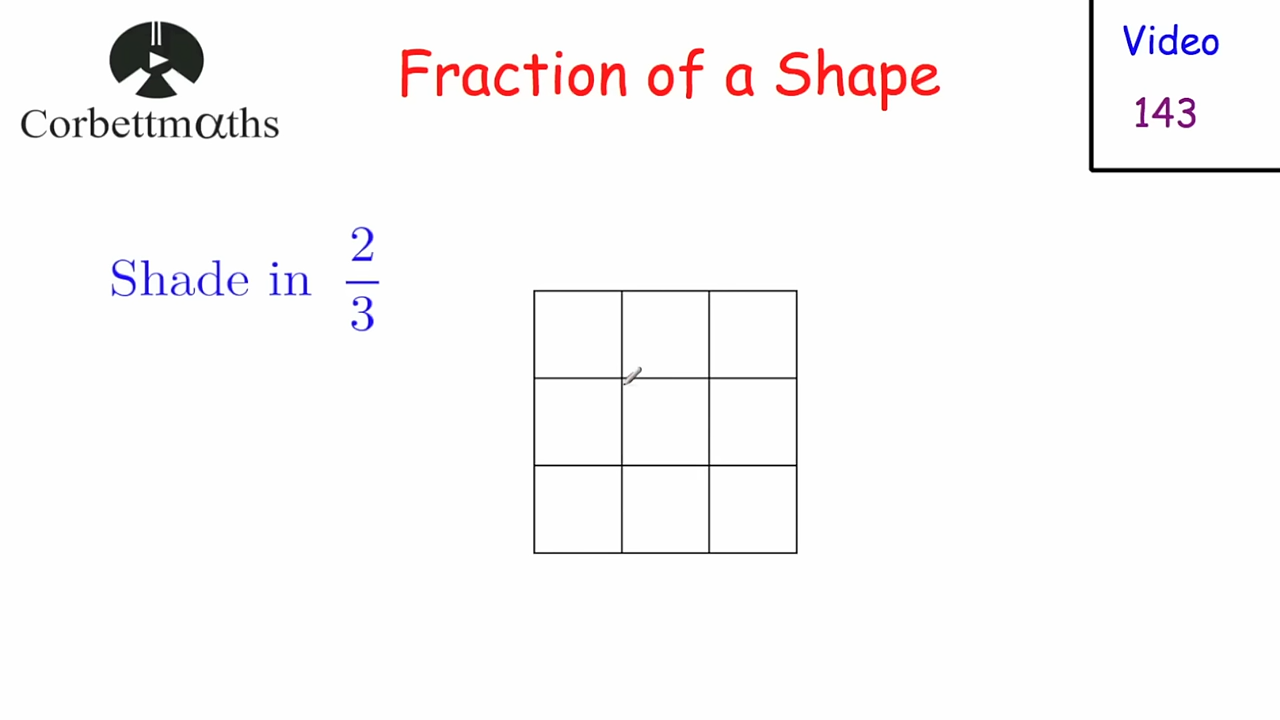 Corbettmαths
Fraction of a Shape
Video
143
Shade in 2/3